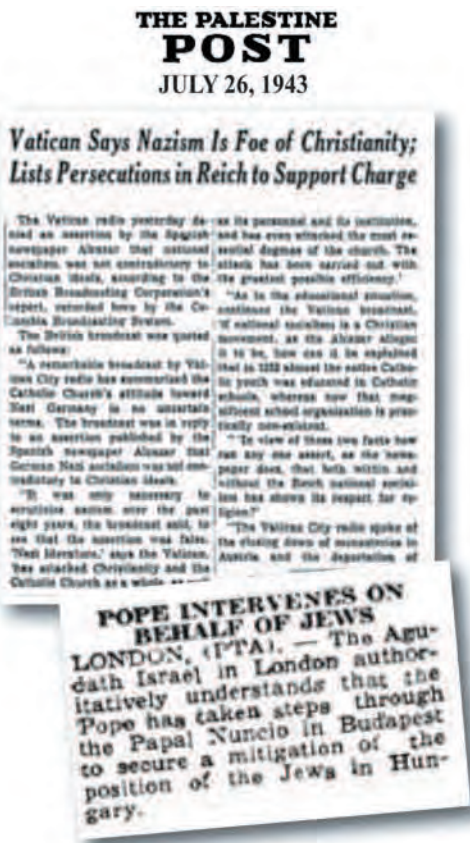 THE PALESTINE
POST
JULY 26, 1943
Vatican Says Nazism Is Foe of Christianity;
Lists Persecutions in Reich to Support Charge
The Vatican radio yesterday de-
nied an assertion by the Spanish
newspaper Alcazar that national
socialism was not contradictory to
Christian ideals, according to the
British Broadcasting Corporation's
report, recorded here by the Co-
lumbia Broadcasting System.
The British broadcast was quoted
as follows:
"A remarkable broadcast by Vat-
ican City radio has summarized the
Catholic Church's attitude toward
Nazi Germany in no uncertain
terms. The broadcast was in reply
to an assertion published by the
Spanish newspaper Alcazar that
German Nazi socialism was not con-
tradictory to Christian ideals.
"It was only necessary to
scrutinize nazism over the past
eight years, the broadcast said, to
see that the assertion was false.
'Nazi literature,' says the Vatican,
'has attacked Christianity and the
Catholic Church as a whole, as well
as its personnel and its institution,
and has even attacked the most es-
sential dogmas of the church. The
attack has been carried out with
the greatest possible efficiency.'
"As to the educational situation,
continued the Vatican broadcast,
'if national socialism is a Christian
movement, as the Alcazar alleges
it to be, how can it be explained
that in almost the entire Catho-
lic youth was educated in Catholic
schools, whereas now that mag-
nificent school organization is prac-
tically non-existent.
"'In view of these two facts how
can any one assert, as the news-
paper does, that both within and
without the Reich national social-
ism has shown its respect for re-
ligion?'
"The Vatican City radio spoke of
the closing down of monasteries in
Austria and the deportation of
POPE INTERVENES ON
BEHALF OF JEWS
LONDON, (PTA). — The Agu-
dath Israel in London author-
itatively understands that the
Pope has taken steps through
the Papal Nuncio in Budapest
to secure a mitigation of the
position of the Jews in Hun-
gary.